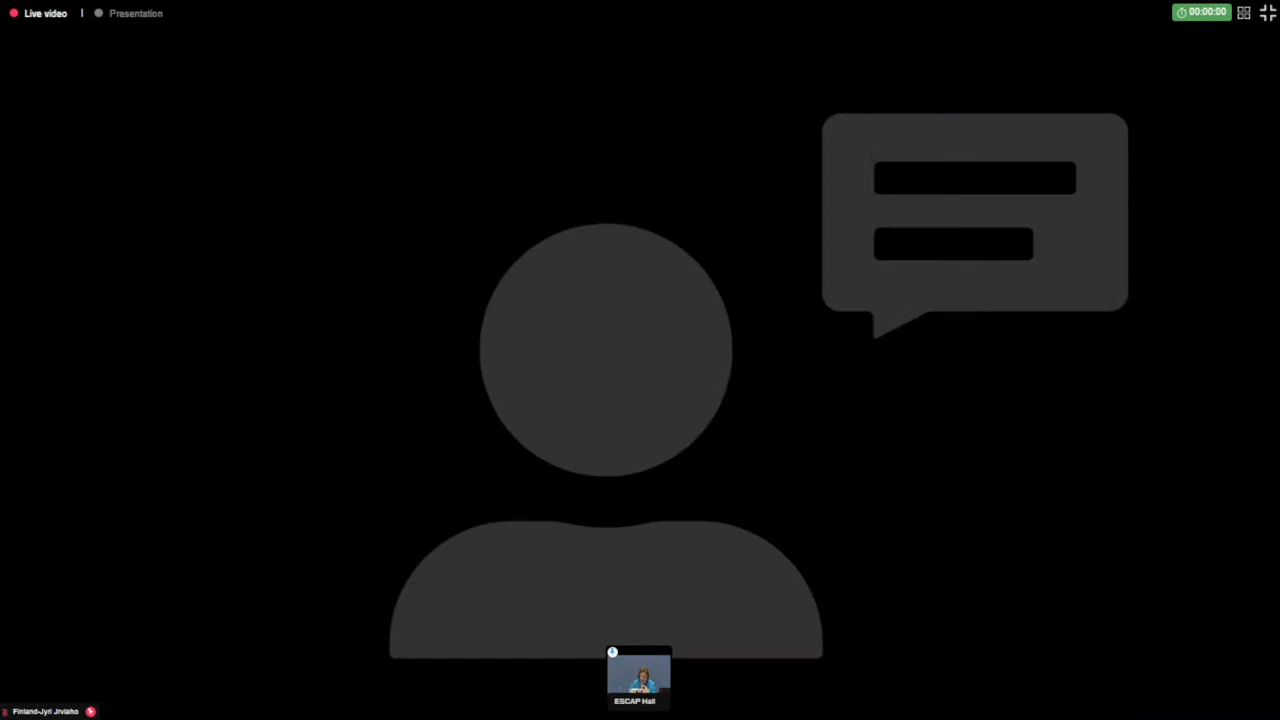 Live video
Presentation
00:00:00
ESCAP Hall
Finland-Jyri Jrviaho